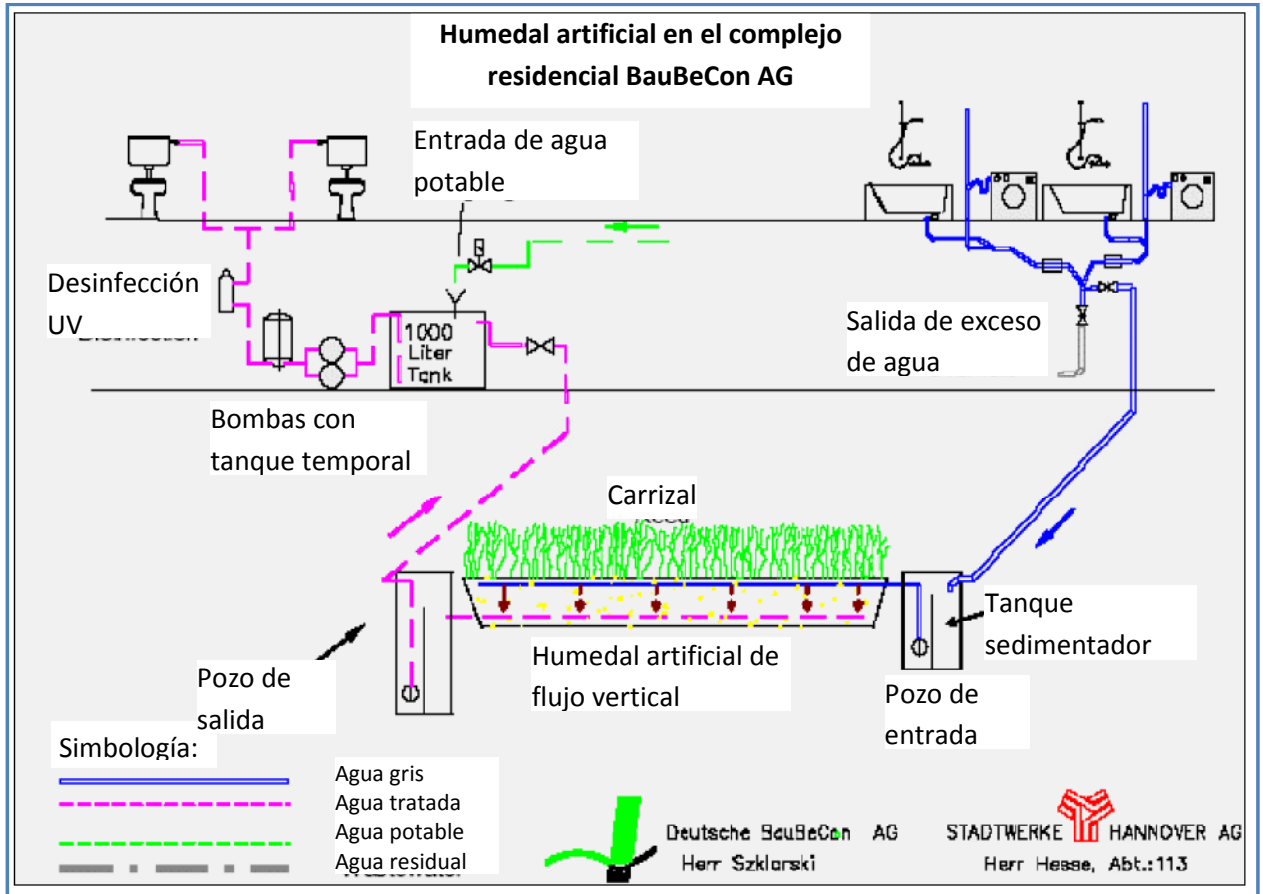 Humedal artificial en el complejo
residencial BauBeCon AG
Entrada de agua
potable
Desinfección
UV
1000
Liter
Tank
Salida de exceso
de agua
Bombas con
tanque temporal
Carrizal
Tanque
sedimentador
Humedal artificial de
flujo vertical
Pozo de
salida
Pozo de
entrada
Simbología:
Agua gris
Agua tratada
Agua potable
Agua residual
Deutsche BauBeCon AG
Herr Szklorski
STADTWERKE HANNOVER AG
Herr Hesse, Abt.:113